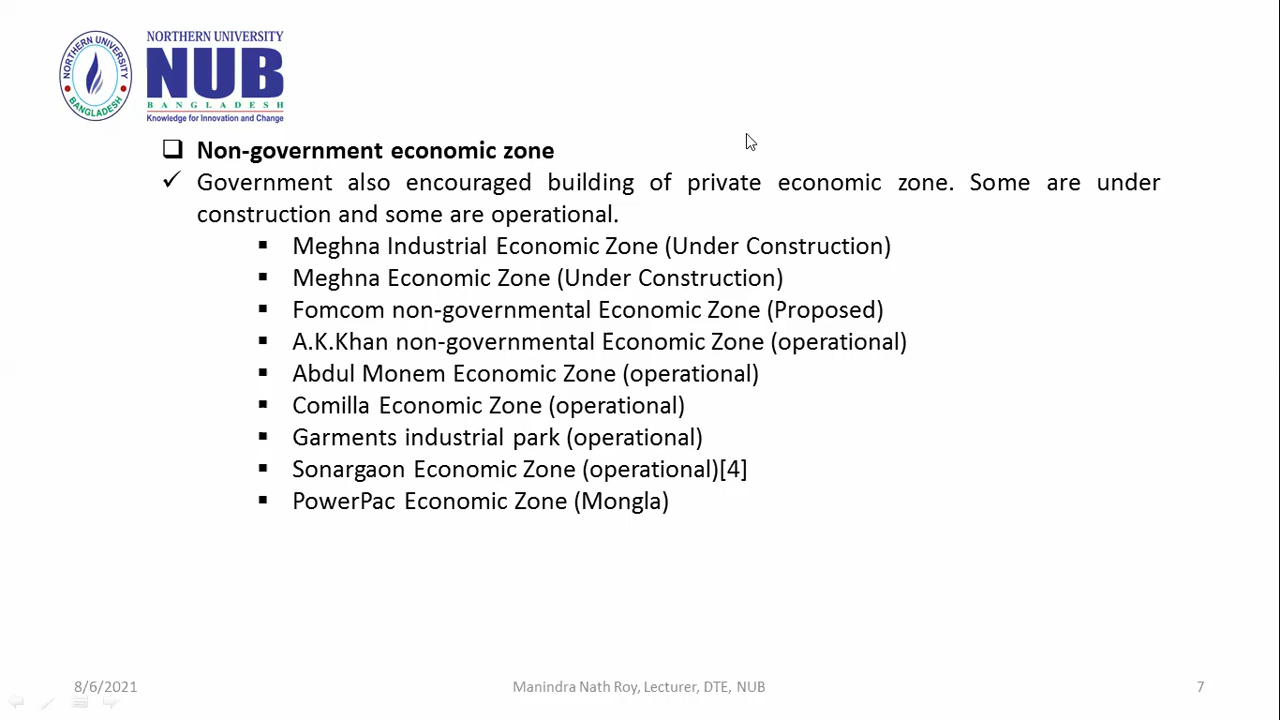 NORTHERN UNIVERSITY
BANGLADESH
NORTHERN UNIVERSITY
NUB
BANGLADESH
Knowledge for Innovation and Change
Non-government economic zone
Government also encouraged building of private economic zone. Some are under
construction and some are operational.
Meghna Industrial Economic Zone (Under Construction)
Meghna Economic Zone (Under Construction)
Fomcom non-governmental Economic Zone (Proposed)
A.K.Khan non-governmental Economic Zone (operational)
Abdul Monem Economic Zone (operational)
Comilla Economic Zone (operational)
Garments industrial park (operational)
Sonargaon Economic Zone (operational)[4]
PowerPac Economic Zone (Mongla)
8/6/2021
Manindra Nath Roy, Lecturer, DTE, NUB
7